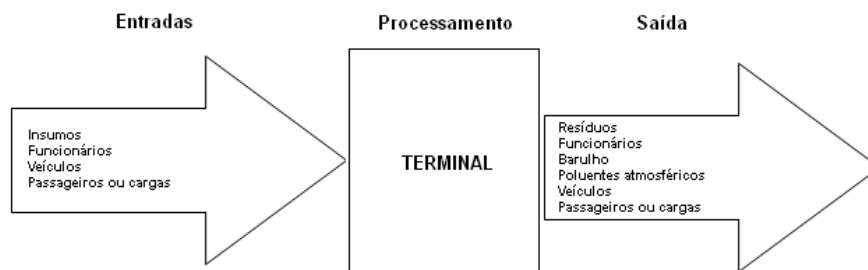 Entradas
Processamento
Saída
Insumos
Funcionários
Veículos
Passageiros ou cargas
TERMINAL
Resíduos
Funcionários
Barulho
Poluentes atmosféricos
Veículos
Passageiros ou cargas